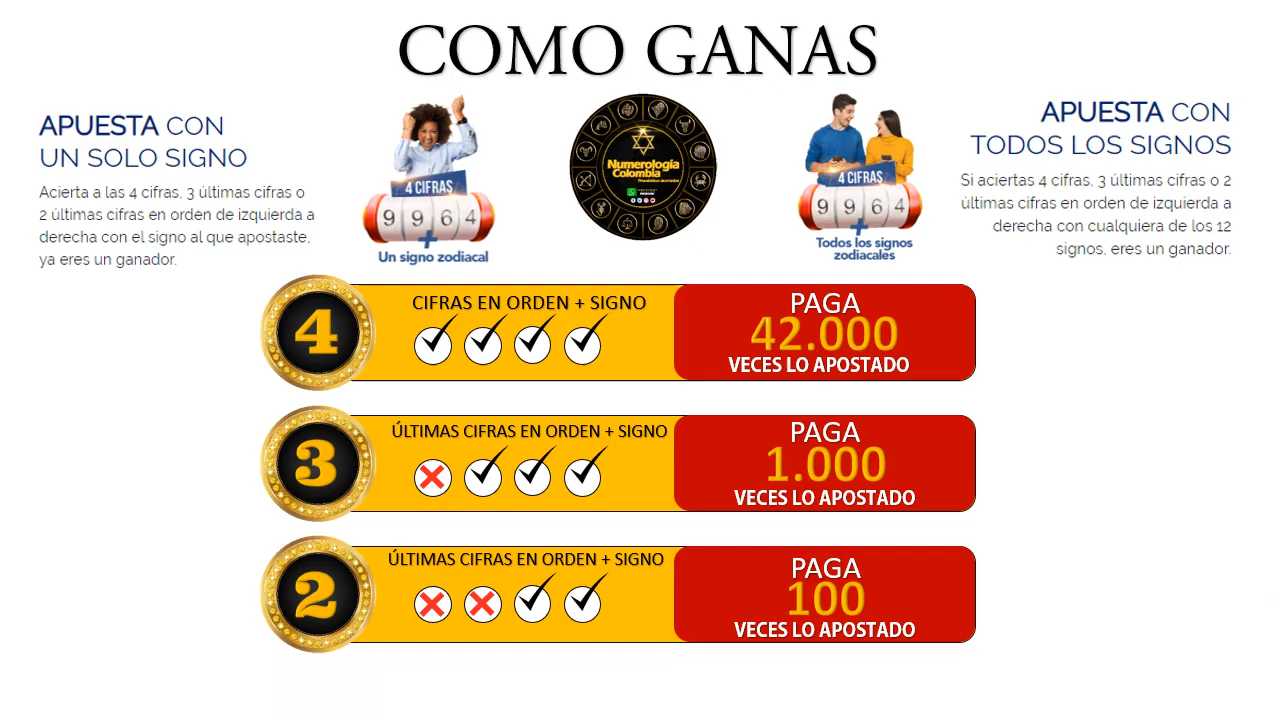 COMO GANAS
APUESTA CON
UN SOLO SIGNO
Acierta a las 4 cifras, 3 últimas cifras o
2 últimas cifras en orden de izquierda a
derecha con el signo al que apostaste,
ya eres un ganador.
4 CIFRAS
9 9 6 4
+
Un signo zodiacal
Numerología
Colombia
4 CIFRAS
9 9 6 4
+
Todos los signos
zodiacales
APUESTA CON
TODOS LOS SIGNOS
Si aciertas 4 cifras, 3 últimas cifras o 2
últimas cifras en orden de izquierda a
derecha con cualquiera de los 12
signos, eres un ganador.
4
CIFRAS EN ORDEN + SIGNO
PAGA
42.000
VECES LO APOSTADO
3
ÚLTIMAS CIFRAS EN ORDEN + SIGNO
PAGA
1.000
VECES LO APOSTADO
2
ÚLTIMAS CIFRAS EN ORDEN + SIGNO
PAGA
100
VECES LO APOSTADO